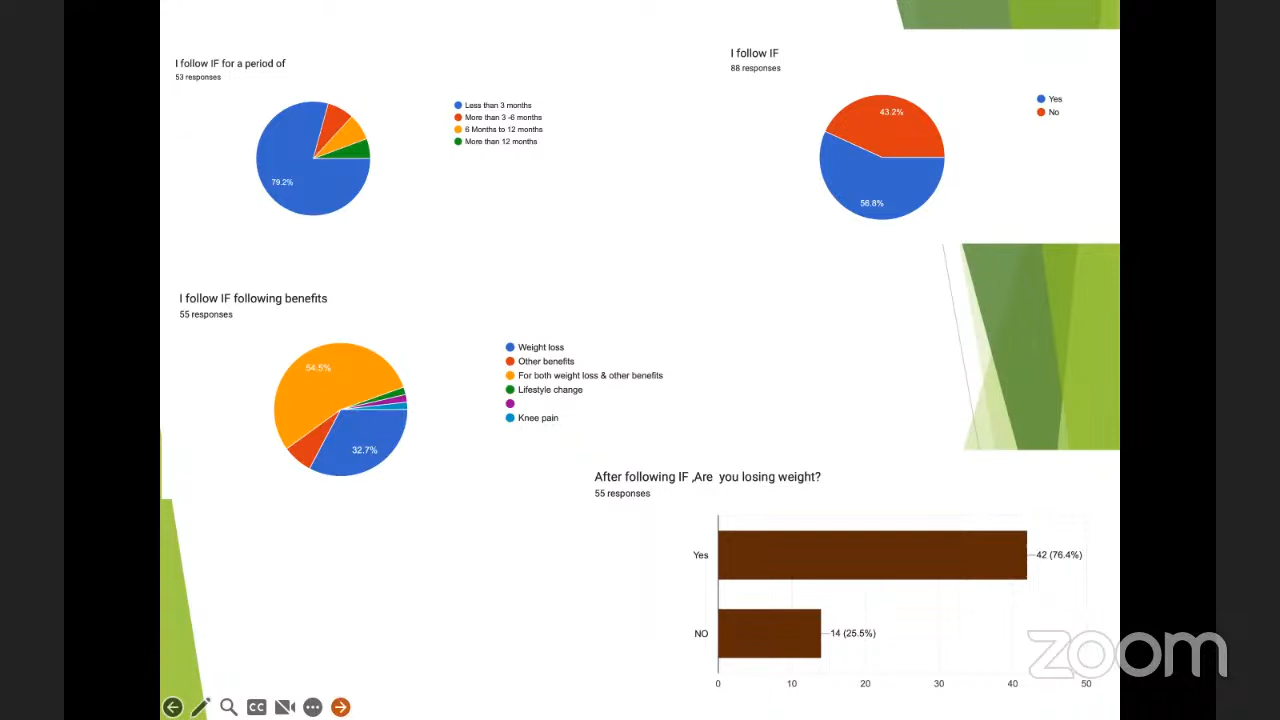 I follow IF for a period of
53 responses
Less than 3 months
More than 3 -6 months
6 Months to 12 months
More than 12 months
79.2%
I follow IF
88 responses
Yes
No
43.2%
56.8%
I follow IF following benefits
55 responses
Weight loss
Other benefits
For both weight loss & other benefits
Lifestyle change
Knee pain
54.5%
32.7%
After following IF ,Are you losing weight?
55 responses
Yes
42 (76.4%)
NO
14 (25.5%)
0 10 20 30 40 50
zoom
CC